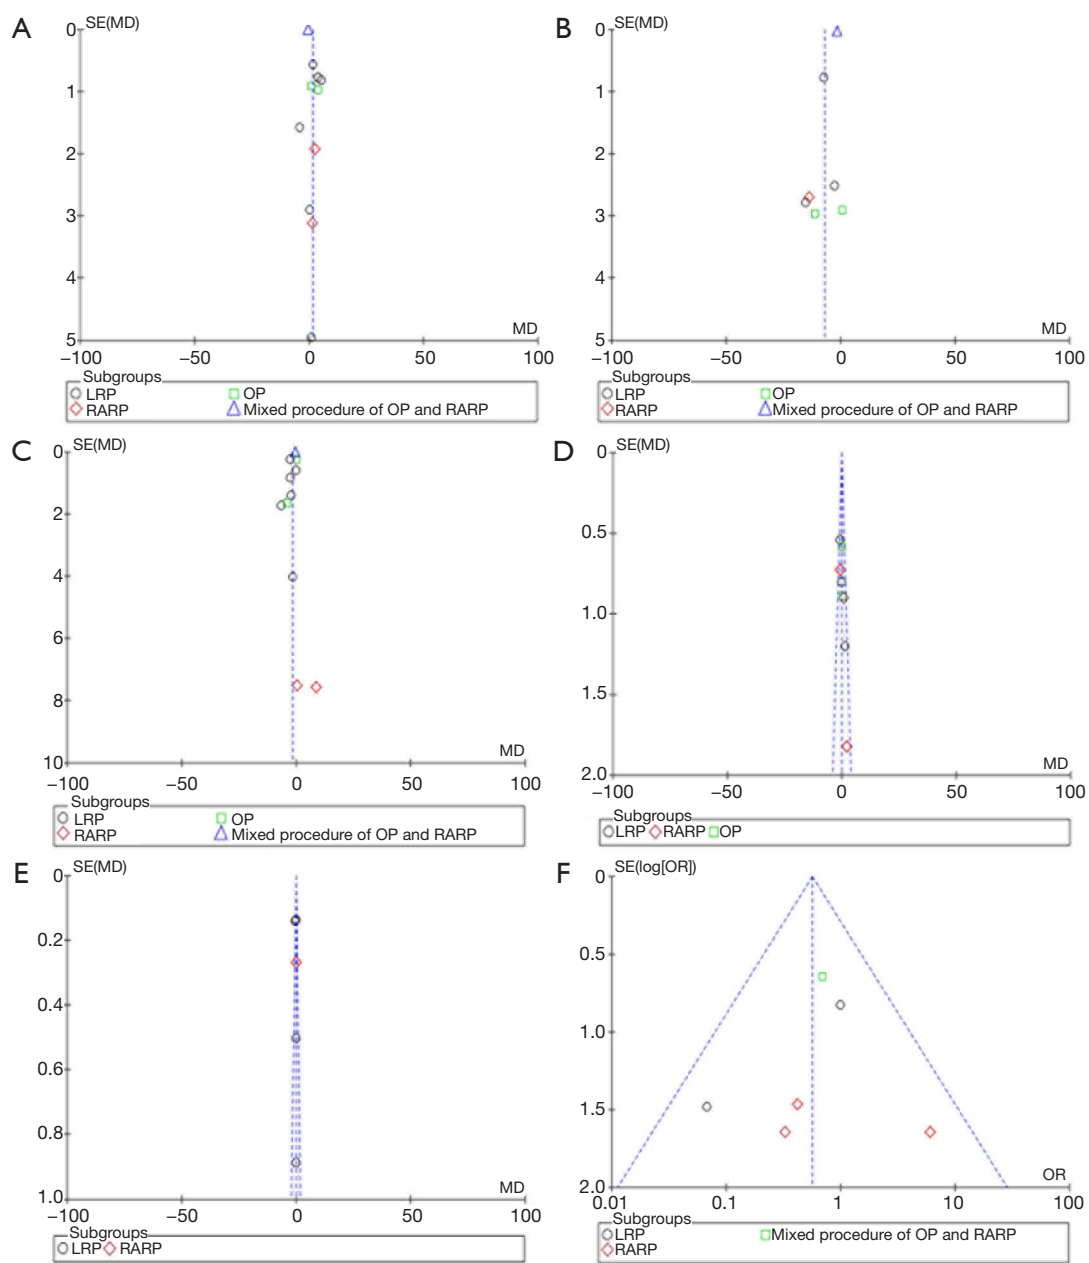 A
SE(MD)
0
1
2
3
4
5
MD
−100
−50
0
50
100
Subgroups
LRP
OP
RARP
Mixed procedure of OP and RARP
B
SE(MD)
0
1
2
3
4
5
MD
−100
−50
0
50
100
Subgroups
LRP
OP
RARP
Mixed procedure of OP and RARP
C
SE(MD)
0
2
4
6
8
10
MD
−100
−50
0
50
100
Subgroups
LRP
OP
RARP
Mixed procedure of OP and RARP
D
SE(MD)
0
0.5
1.0
1.5
2.0
MD
−100
−50
0
50
100
Subgroups
LRP RARP OP
E
SE(MD)
0
0.2
0.4
0.6
0.8
1.0
MD
−100
−50
0
50
100
Subgroups
LRP RARP
F
SE(log[OR])
0
0.5
1.0
1.5
2.0
OR
0.01
0.1
1
10
100
Subgroups
LRP
Mixed procedure of OP and RARP
RARP